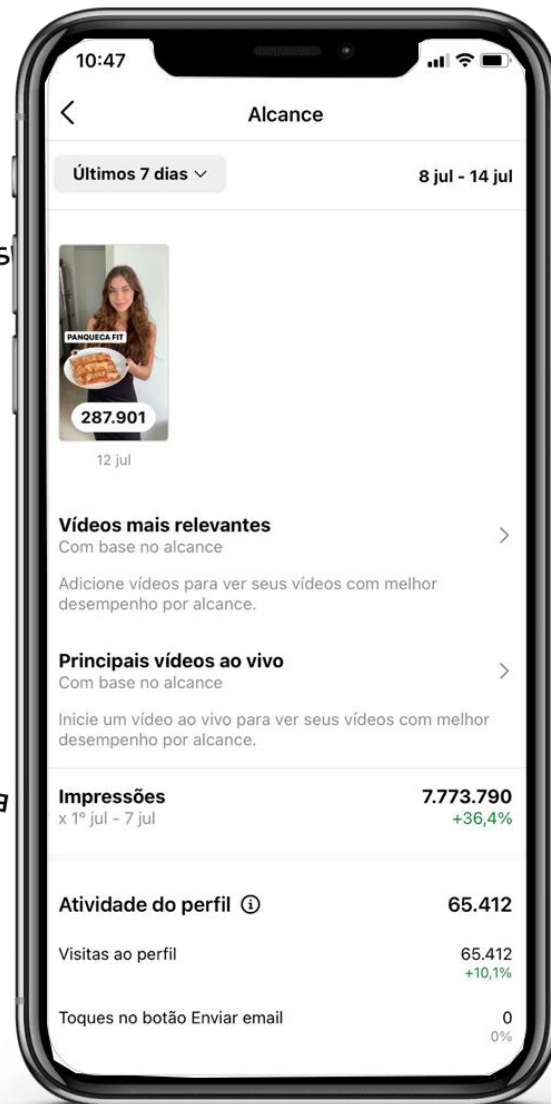 10:47
Alcance
Últimos 7 dias
8 jul - 14 jul
PANQUECA FIT
287.901
12 jul
Vídeos mais relevantes
Com base no alcance
Adicione vídeos para ver seus vídeos com melhor
desempenho por alcance.
Principais vídeos ao vivo
Com base no alcance
Inicie um vídeo ao vivo para ver seus vídeos com melhor
desempenho por alcance.
Impressões 7.773.790
x 1º jul - 7 jul +36,4%
Atividade do perfil 65.412
Visitas ao perfil 65.412
+10,1%
Toques no botão Enviar email 0
0%